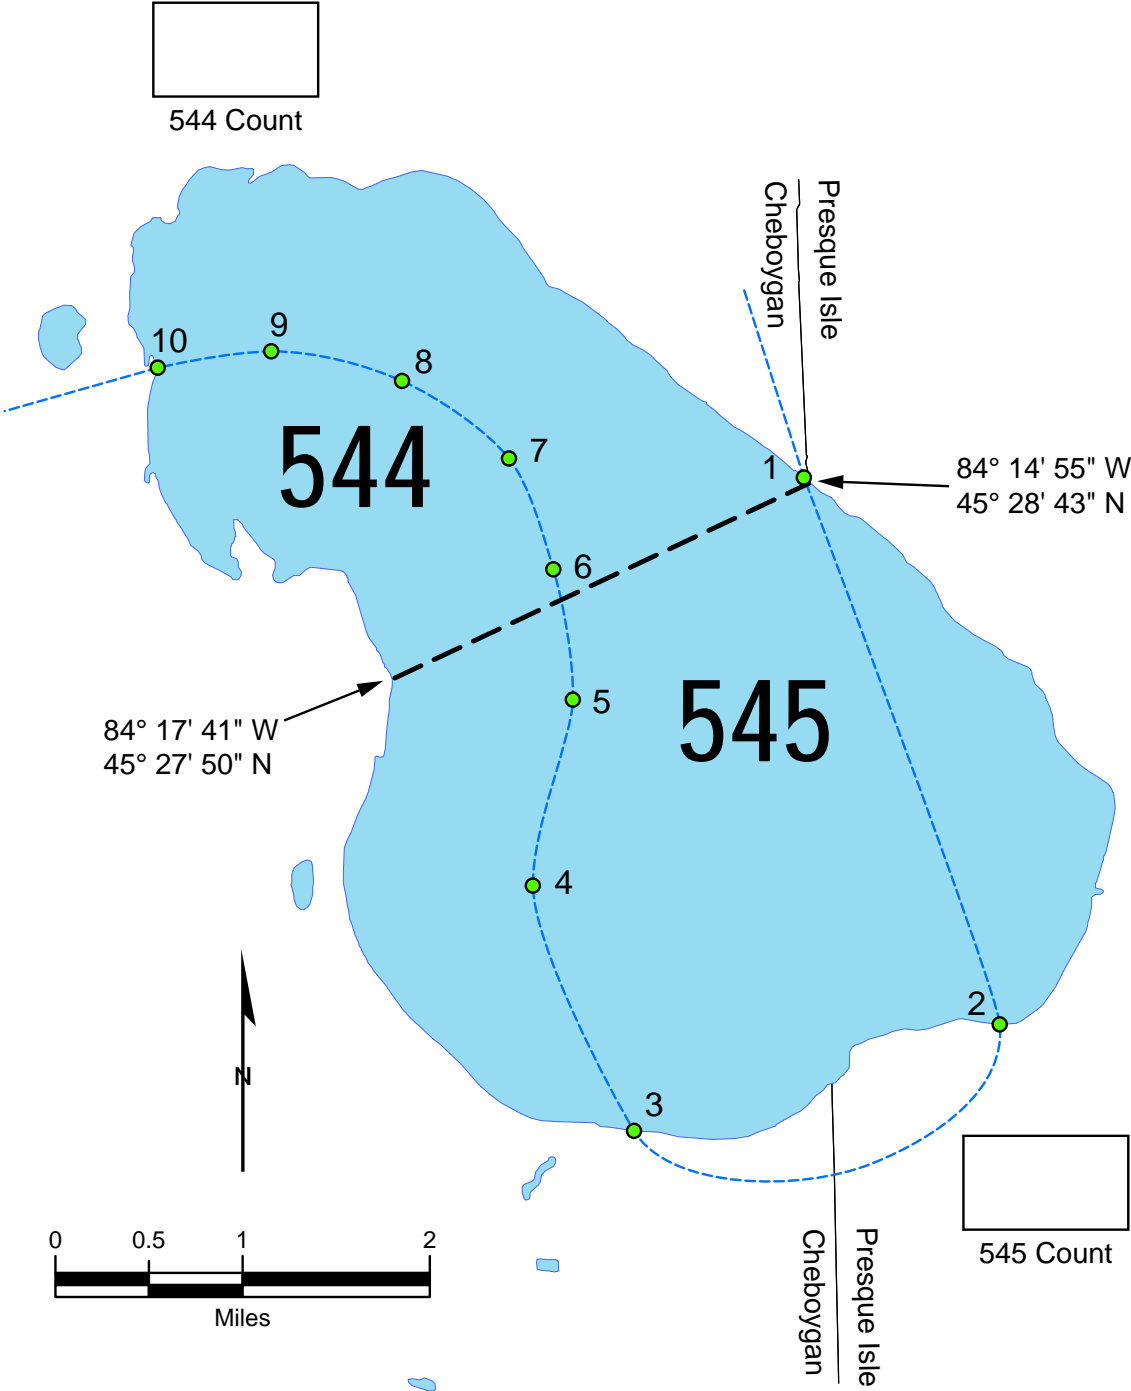 544 Count
Presque Isle
Cheboygan
10
9
8
7
1
544
84° 14' 55" W
45° 28' 43" N
6
5
545
84° 17' 41" W
45° 27' 50" N
4
2
N
3
0 0.5 1 2
Miles
545 Count
Presque Isle
Cheboygan